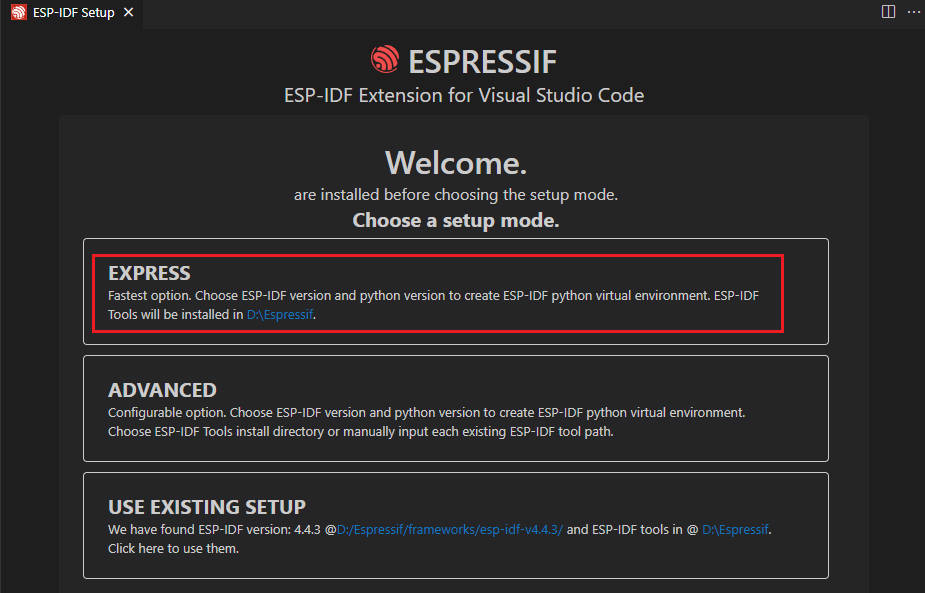 ESP-IDF Setup
ESPRESSIF
ESP-IDF Extension for Visual Studio Code
Welcome.
are installed before choosing the setup mode.
Choose a setup mode.
EXPRESS
Fastest option. Choose ESP-IDF version and python version to create ESP-IDF python virtual environment. ESP-IDF
Tools will be installed in D:\Espressif.
ADVANCED
Configurable option. Choose ESP-IDF version and python version to create ESP-IDF python virtual environment.
Choose ESP-IDF Tools install directory or manually input each existing ESP-IDF tool path.
USE EXISTING SETUP
We have found ESP-IDF version: 4.4.3 @D:/Espressif/frameworks/esp-idf-v4.4.3/ and ESP-IDF tools in @ D:\Espressif.
Click here to use them.